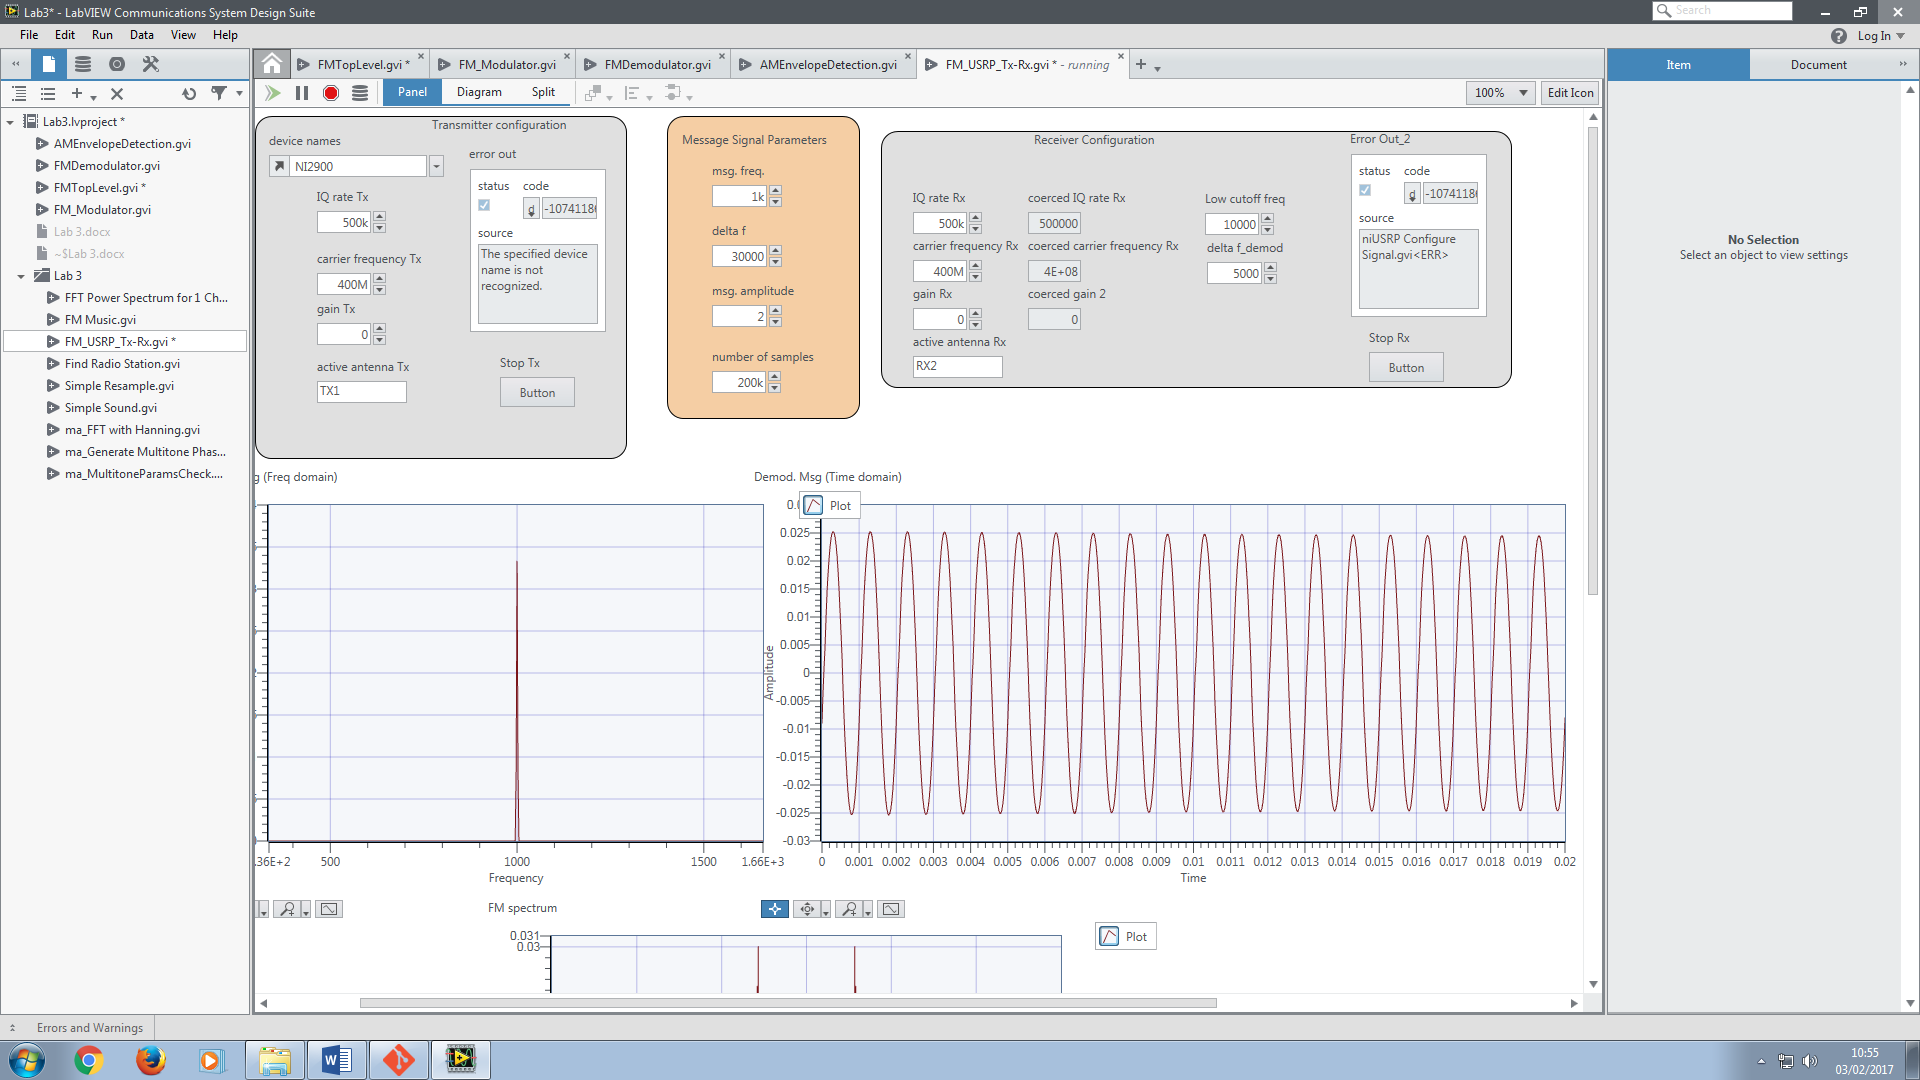 Lab3* - LabVIEW Communications System Design Suite
Search
File Edit Run Data View Help
Log In
FMTopLevel.gvi *
FM_Modulator.gvi
FMDemodulator.gvi
AMEnvelopeDetection.gvi
FM_USRP_Tx-Rx.gvi * - running
Item
Document
Panel
Diagram
Split
100%
Edit Icon
Lab3.lvproject *
AMEnvelopeDetection.gvi
FMDemodulator.gvi
FMTopLevel.gvi *
FM_Modulator.gvi
Lab 3.docx
~$Lab 3.docx
Lab 3
FFT Power Spectrum for 1 Ch...
FM Music.gvi
FM_USRP_Tx-Rx.gvi *
Find Radio Station.gvi
Simple Resample.gvi
Simple Sound.gvi
ma_FFT with Hanning.gvi
ma_Generate Multitone Phas...
ma_MultitoneParamsCheck....
Transmitter configuration
device names
NI2900
IQ rate Tx
500k
carrier frequency Tx
400M
gain Tx
0
active antenna Tx
TX1
error out
status code
d -10741186
source
The specified device
name is not
recognized.
Stop Tx
Button
Message Signal Parameters
msg. freq.
1k
delta f
30000
msg. amplitude
2
number of samples
200k
Receiver Configuration
IQ rate Rx
500k
carrier frequency Rx
400M
gain Rx
0
active antenna Rx
RX2
coerced IQ rate Rx
500000
coerced carrier frequency Rx
4E+08
coerced gain 2
0
Low cutoff freq
10000
delta f_demod
5000
Error Out_2
status code
d -10741186
source
niUSRP Configure
Signal.gvi<ERR>
Stop Rx
Button
No Selection
Select an object to view settings
g (Freq domain)
.36E+2 500 1000 1500 1.66E+3
Frequency
Demod. Msg (Time domain)
Plot
0.0
0.025
0.02
0.015
0.01
0.005
0
-0.005
-0.01
-0.015
-0.02
-0.025
-0.03
Amplitude
0 0.001 0.002 0.003 0.004 0.005 0.006 0.007 0.008 0.009 0.01 0.011 0.012 0.013 0.014 0.015 0.016 0.017 0.018 0.019 0.02
Time
FM spectrum
0.031
0.03
Plot
Errors and Warnings
10:55
03/02/2017